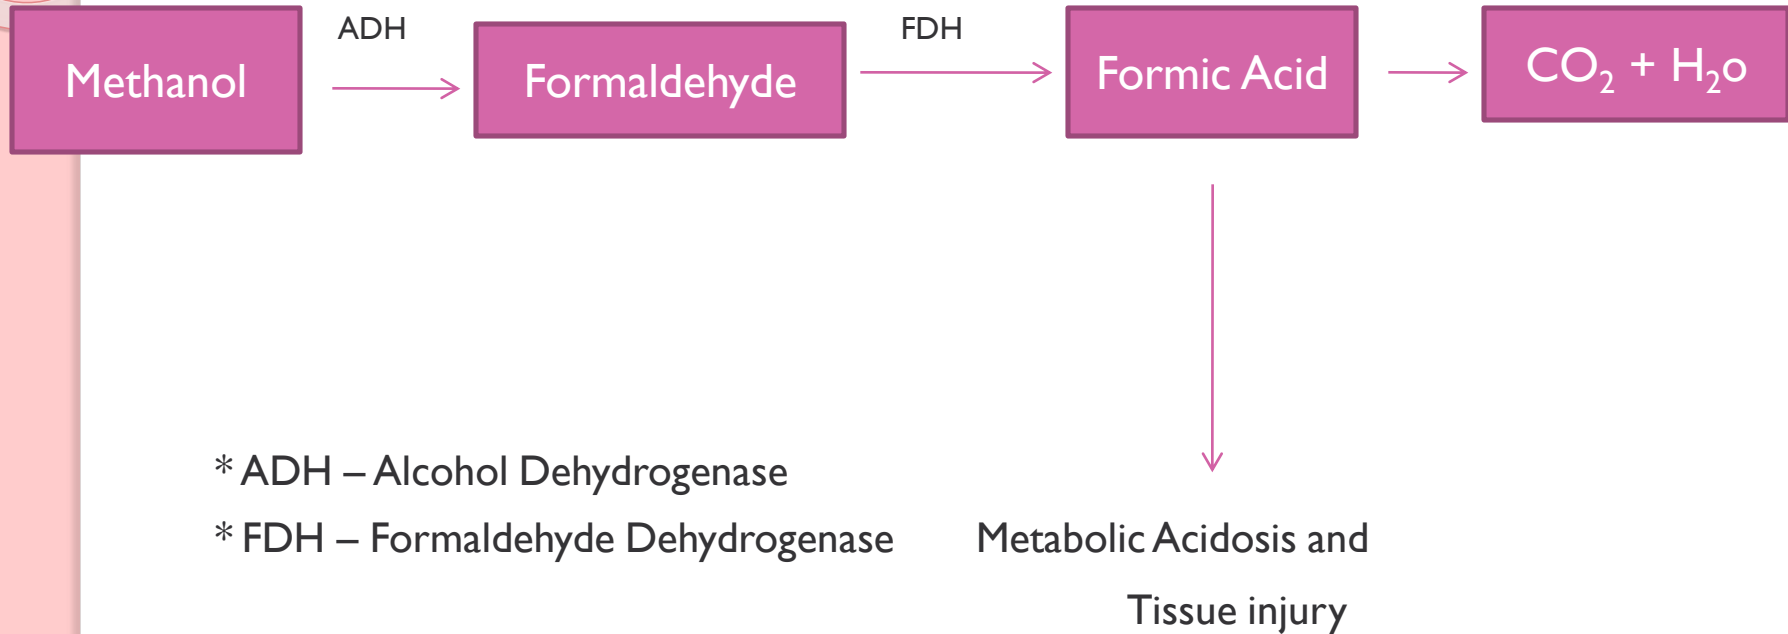 ADH
FDH
Methanol
Formaldehyde
Formic Acid
CO₂ + H₂o
* ADH – Alcohol Dehydrogenase
* FDH – Formaldehyde Dehydrogenase
Metabolic Acidosis and
Tissue injury